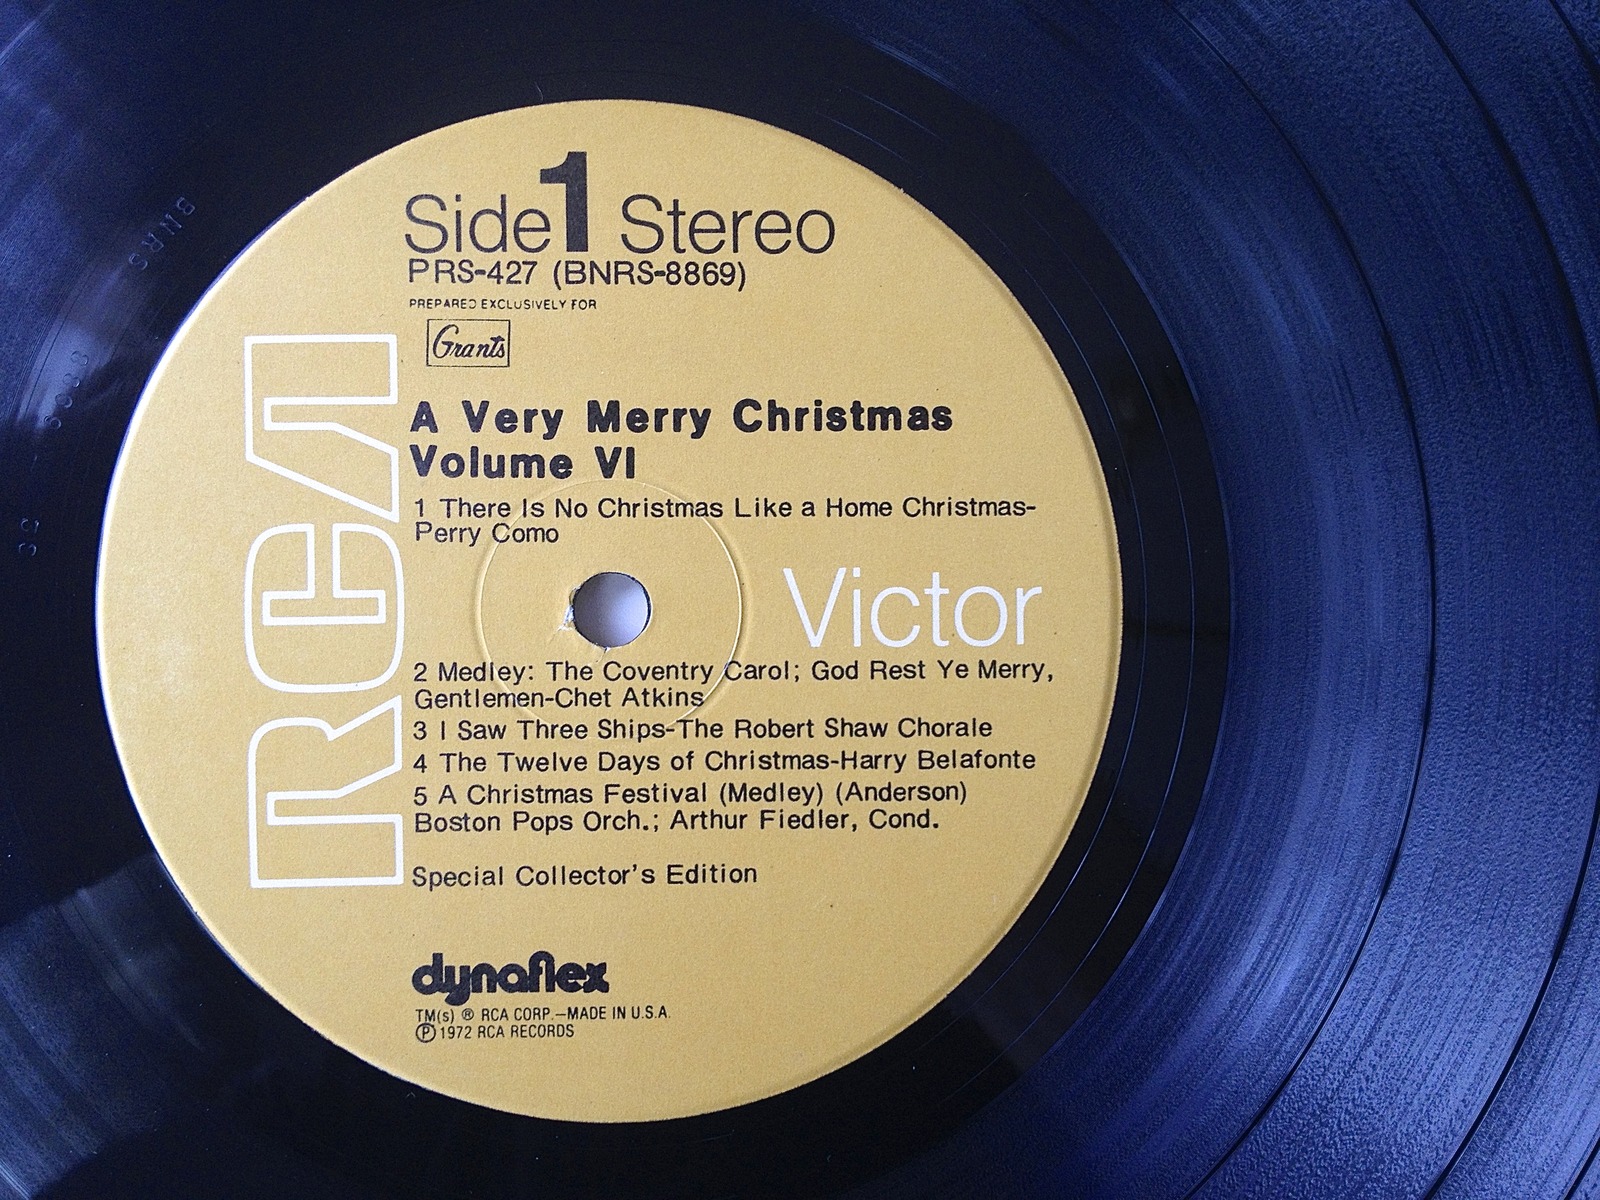 Side 1 Stereo
PRS-427 (BNRS-8869)
PREPARED EXCLUSIVELY FOR
Grants
A Very Merry Christmas
Volume VI
1 There Is No Christmas Like a Home Christmas-
Perry Como
Victor
2 Medley: The Coventry Carol; God Rest Ye Merry,
Gentlemen-Chet Atkins
3 I Saw Three Ships-The Robert Shaw Chorale
4 The Twelve Days of Christmas-Harry Belafonte
5 A Christmas Festival (Medley) (Anderson)
Boston Pops Orch.; Arthur Fiedler, Cond.
Special Collector's Edition
dynaflex
TM(s) ® RCA CORP.—MADE IN U.S.A.
Ⓟ 1972 RCA RECORDS
RCA
BNRS